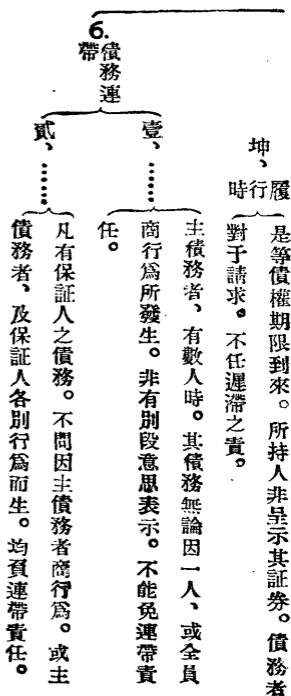 坤、履行時
是等債權期限到來。所持人非呈示其証券。債務者
對于請求。不任遲滯之責。
6.債務連帶
壹、……
主積務者、有數人時。其積務無論因一人、或全員
商行爲所發生。非有別段意思表示。不能免連帶責
任。
貳、……
凡有保証人之債務。不問因主債務者商行爲。或主
債務者、及保証人各別行爲而生。均負連帶責任。